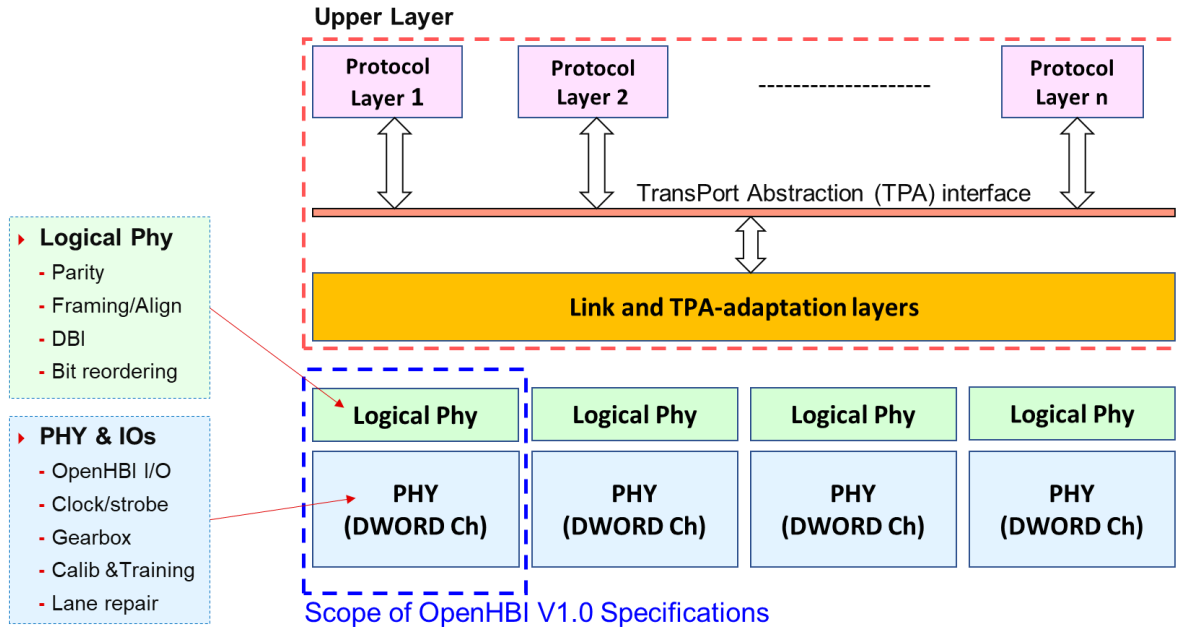 Upper Layer
Protocol
Layer 1
Protocol
Layer 2
Protocol
Layer n
TransPort Abstraction (TPA) interface
Link and TPA-adaptation layers
Logical Phy
- Parity
- Framing/Align
- DBI
- Bit reordering
PHY & IOs
- OpenHBI I/O
- Clock/strobe
- Gearbox
- Calib &Training
- Lane repair
Logical Phy
Logical Phy
Logical Phy
Logical Phy
PHY
(DWORD Ch)
PHY
(DWORD Ch)
PHY
(DWORD Ch)
PHY
(DWORD Ch)
Scope of OpenHBI V1.0 Specifications